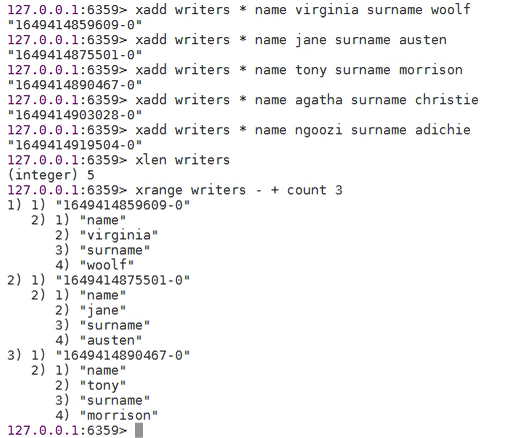 127.0.0.1:6359> xadd writers * name virginia surname woolf
"1649414859609-0"
127.0.0.1:6359> xadd writers * name jane surname austen
"1649414875501-0"
127.0.0.1:6359> xadd writers * name tony surname morrison
"1649414890467-0"
127.0.0.1:6359> xadd writers * name agatha surname christie
"1649414903028-0"
127.0.0.1:6359> xadd writers * name ngoozi surname adichie
"1649414919504-0"
127.0.0.1:6359> xlen writers
(integer) 5
127.0.0.1:6359> xrange writers - + count 3
1) 1) "1649414859609-0"
   2) 1) "name"
      2) "virginia"
      3) "surname"
      4) "woolf"
2) 1) "1649414875501-0"
   2) 1) "name"
      2) "jane"
      3) "surname"
      4) "austen"
3) 1) "1649414890467-0"
   2) 1) "name"
      2) "tony"
      3) "surname"
      4) "morrison"
127.0.0.1:6359>